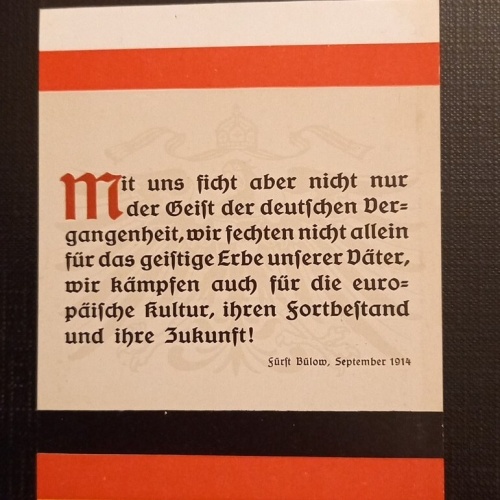 Mit uns ficht aber nicht nur
der Geist der deutschen Ver=
gangenheit, wir fechten nicht allein
für das geistige Erbe unserer Väter,
wir kämpfen auch für die euro=
päische Kultur, ihren Fortbestand
und ihre Zukunft!
Fürst Bülow, September 1914